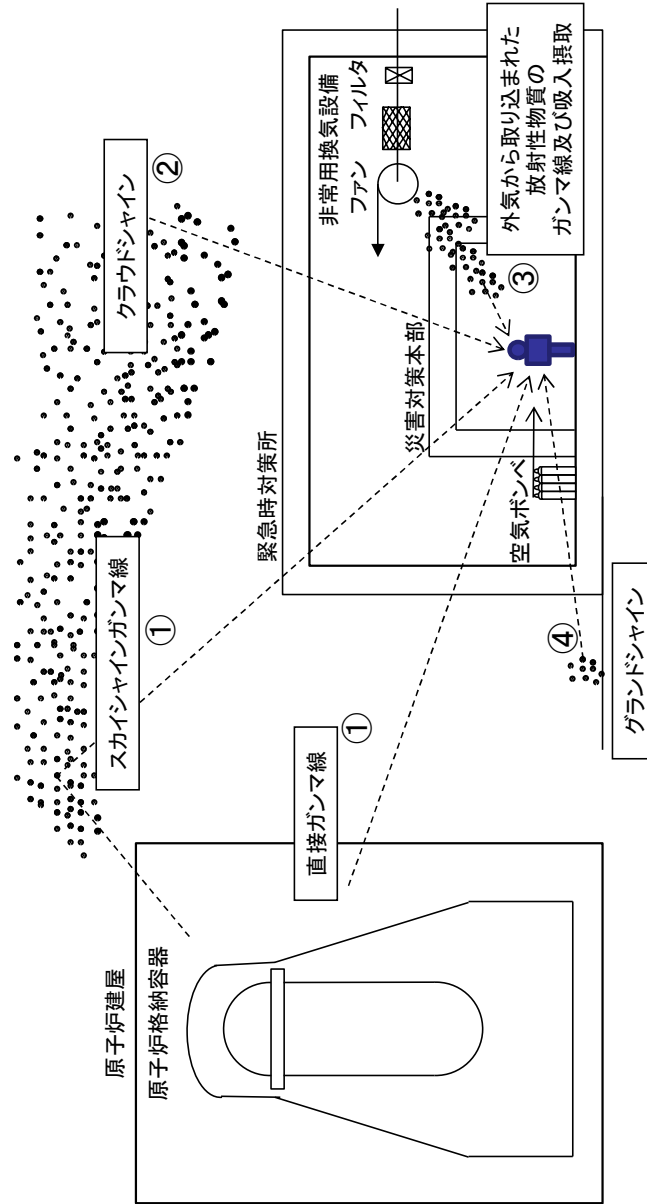 原子炉建屋
原子炉格納容器
スカイシャインガンマ線
①
クラウドシャイン
②
直接ガンマ線
①
緊急時対策所
災害対策本部
非常用換気設備
ファン フィルタ
空気ボンベ
③
外気から取り込まれた
放射性物質の
ガンマ線及び吸入摂取
④
グランドシャイン